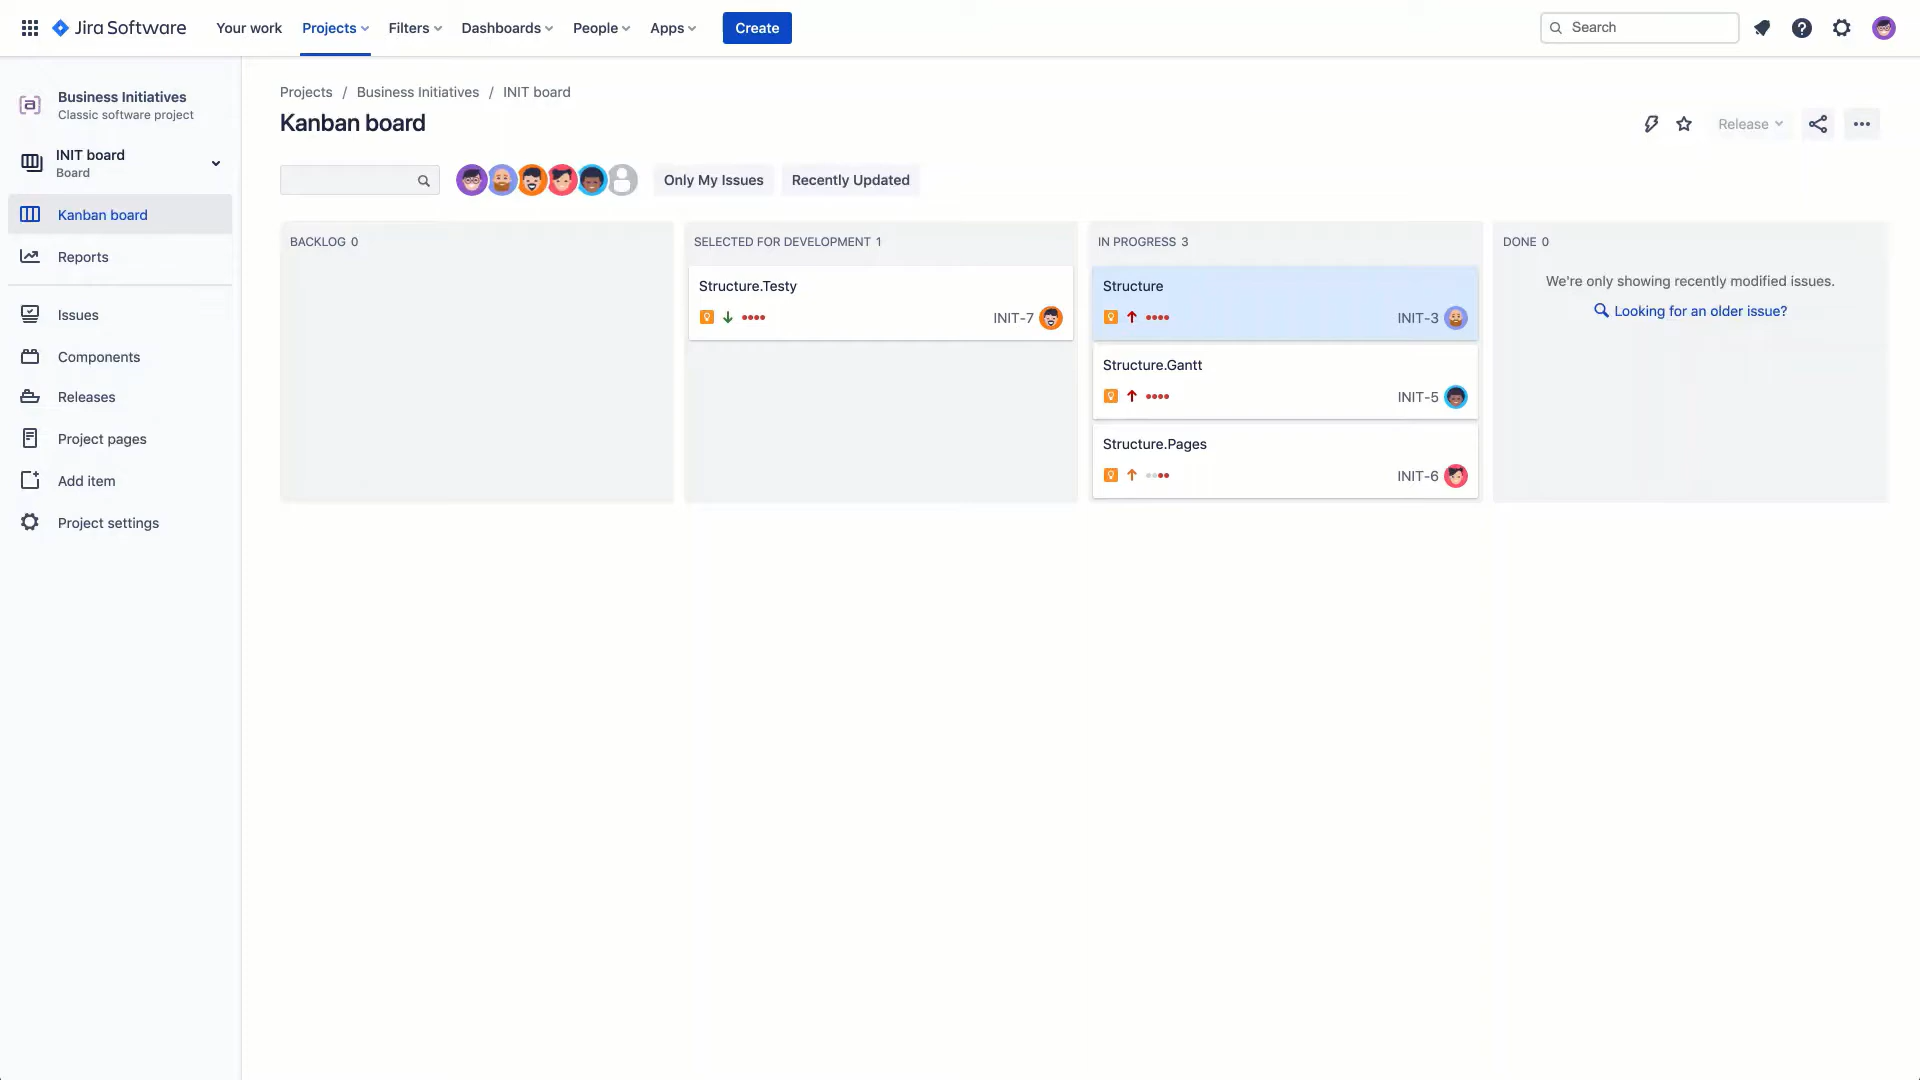 Jira Software
Your work
Projects
Filters
Dashboards
People
Apps
Create
Search
Business Initiatives
Classic software project
INIT board
Board
Kanban board
Reports
Issues
Components
Releases
Project pages
Add item
Project settings
Projects / Business Initiatives / INIT board
Kanban board
Release
Only My Issues
Recently Updated
BACKLOG 0
SELECTED FOR DEVELOPMENT 1
Structure.Testy
INIT-7
IN PROGRESS 3
Structure
INIT-3
Structure.Gantt
INIT-5
Structure.Pages
INIT-6
DONE 0
We're only showing recently modified issues.
Looking for an older issue?